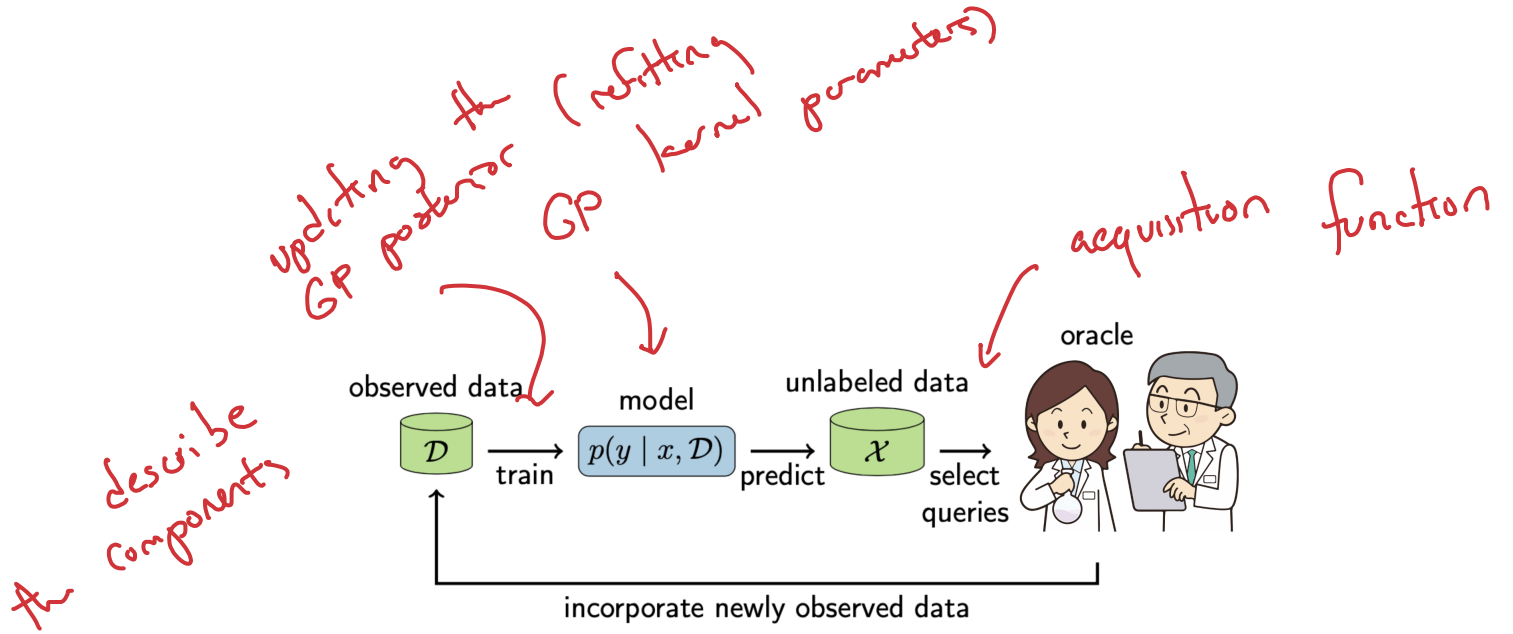 updating the (refitting
GP posterior kernel parameters)
GP
acquisition function
describe
the components
oracle
observed data
model
unlabeled data
𝒟
p(y | x, 𝒟)
𝒳
train
predict
select
queries
incorporate newly observed data